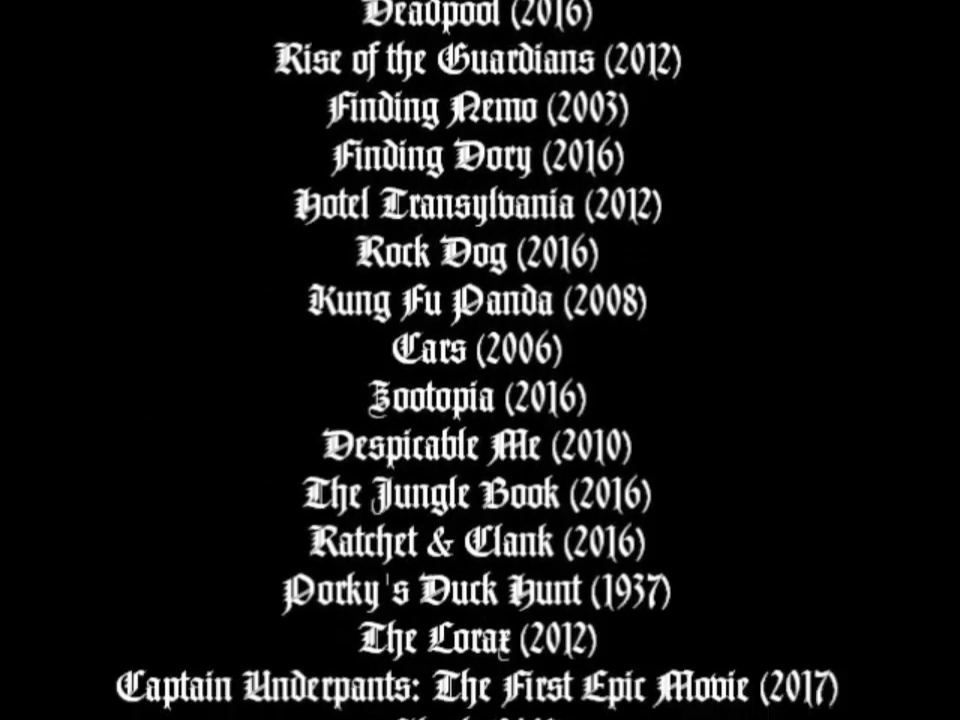 Deadpool (2016)
Rise of the Guardians (2012)
Finding Nemo (2003)
Finding Dory (2016)
Hotel Transylvania (2012)
Rock Dog (2016)
Kung Fu Panda (2008)
Cars (2006)
Zootopia (2016)
Despicable Me (2010)
The Jungle Book (2016)
Ratchet & Clank (2016)
Porky's Duck Hunt (1937)
The Lorax (2012)
Captain Underpants: The First Epic Movie (2017)